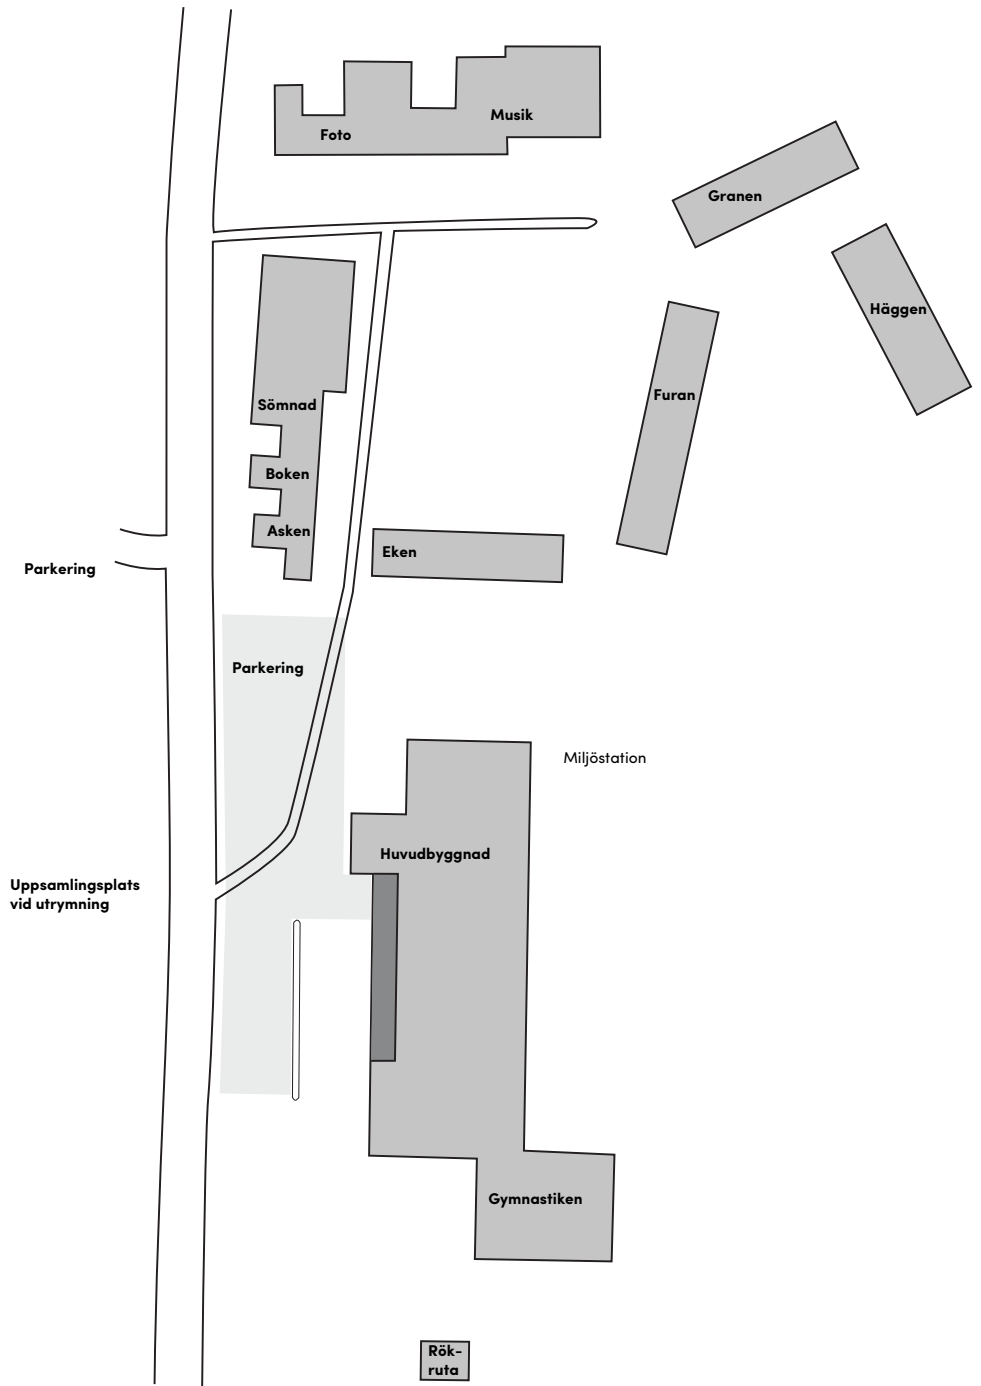 Musik
Foto
Granen
Häggen
Furan
Sömnad
Boken
Asken
Eken
Parkering
Parkering
Miljöstation
Huvudbyggnad
Uppsamlingsplats
vid utrymning
Gymnastiken
Rök-
ruta